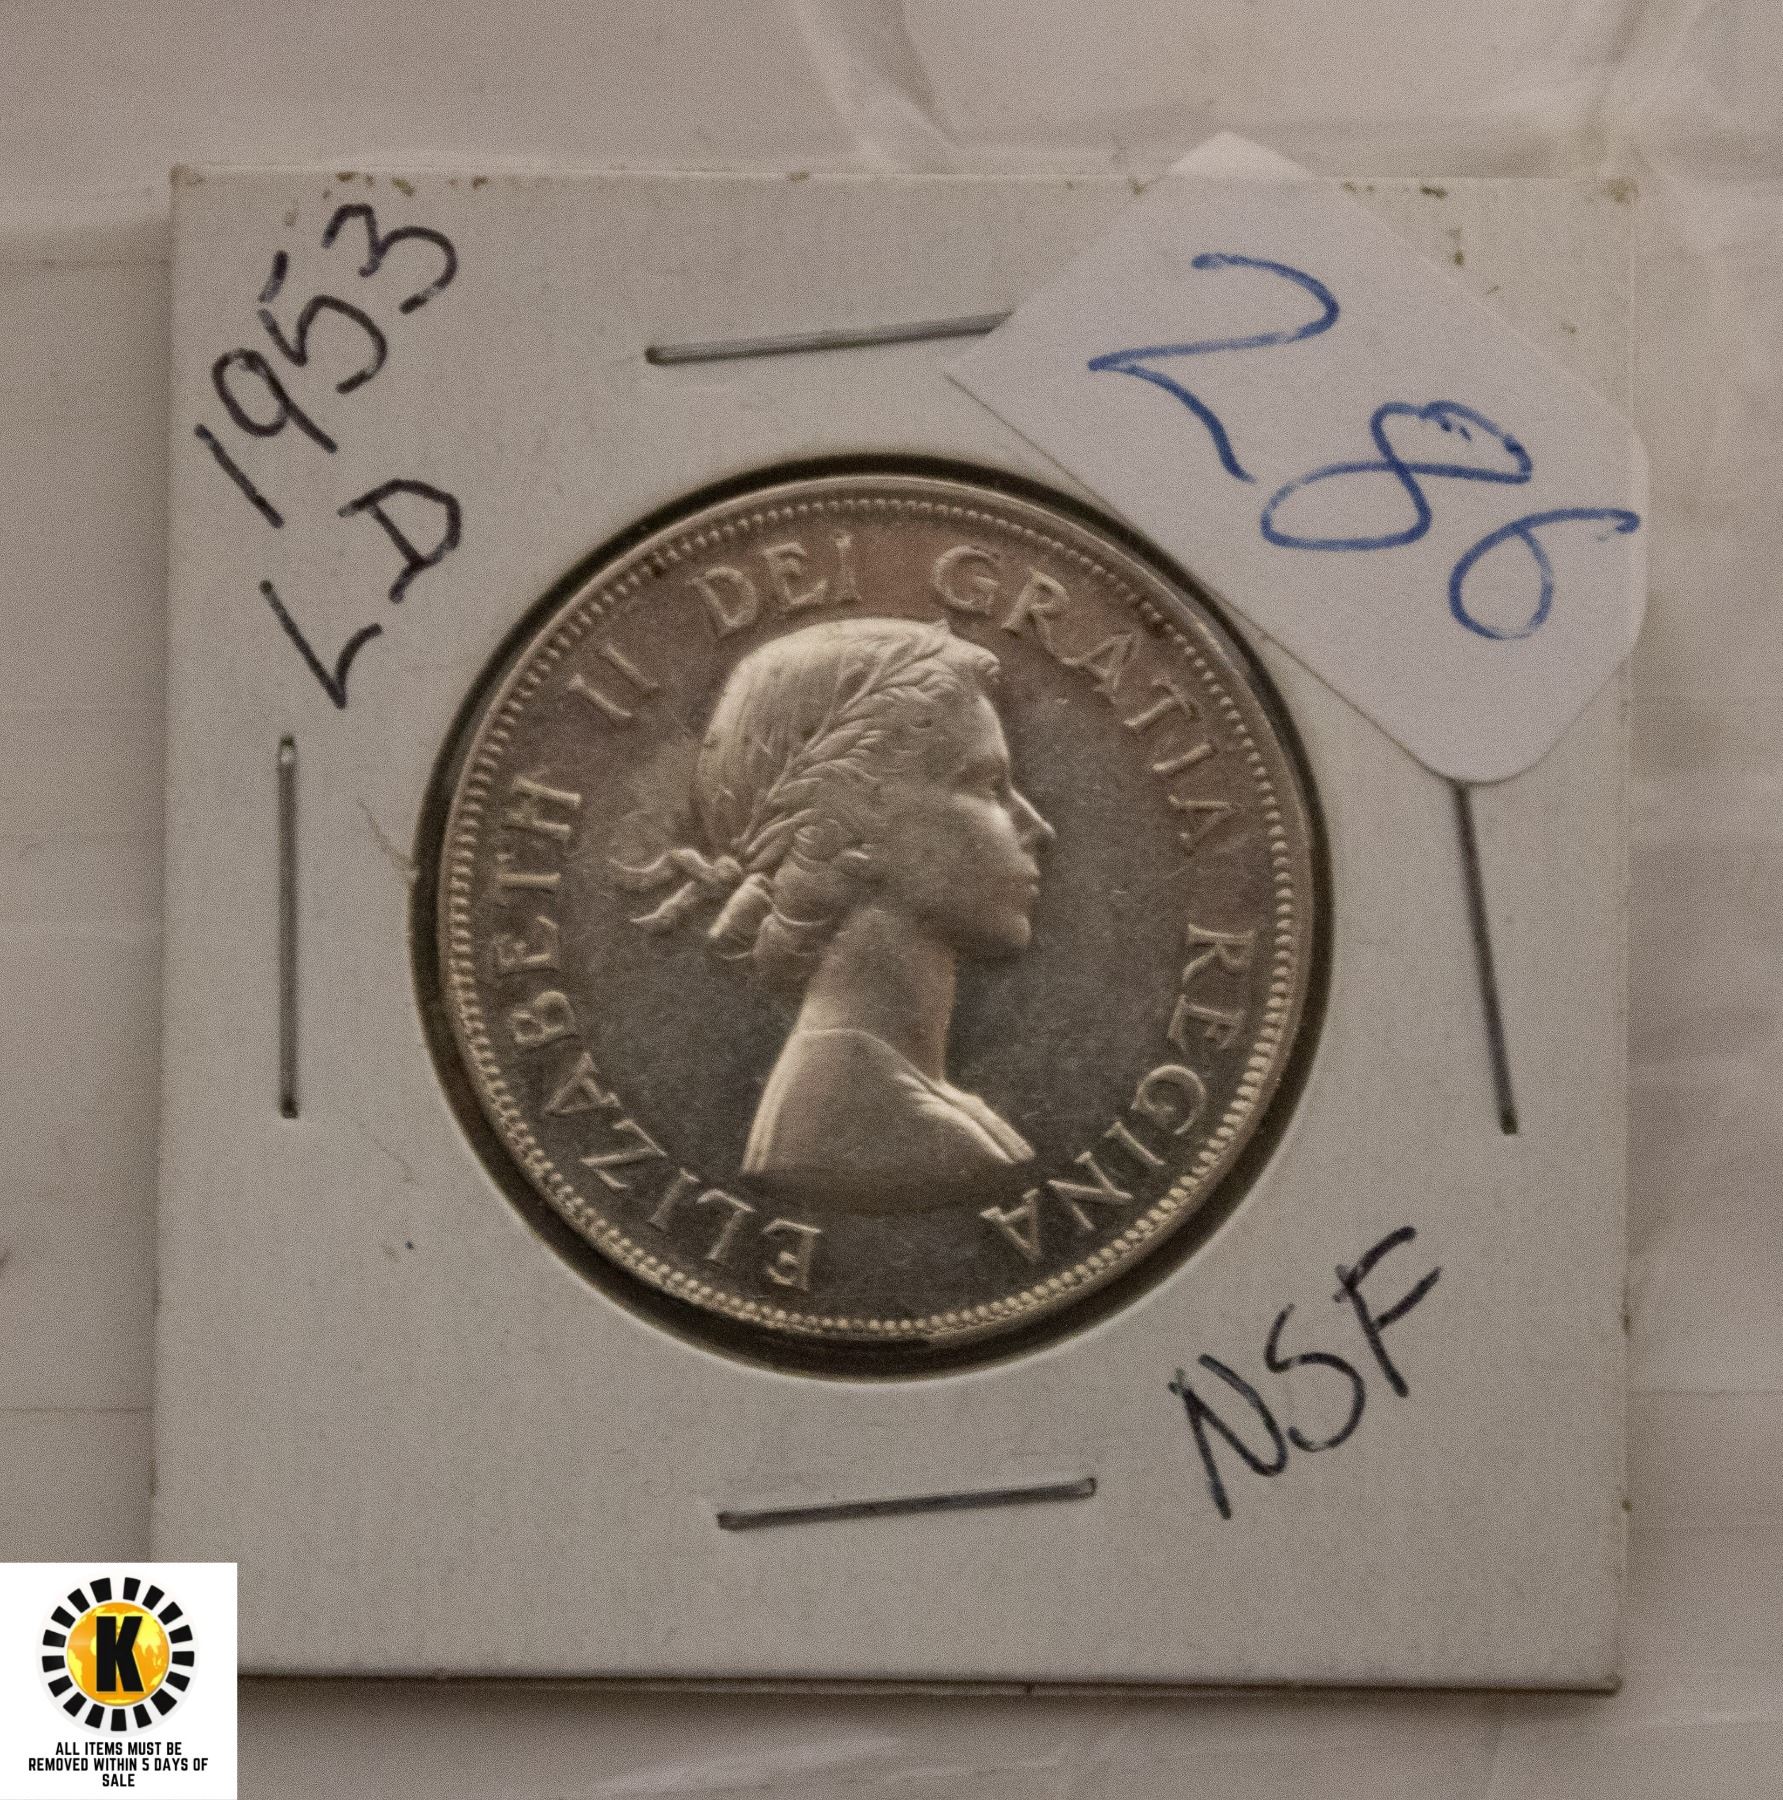 1953
LD
286
ELIZABETH II DEI GRATIA REGINA
NSF
K
ALL ITEMS MUST BE
REMOVED WITHIN 5 DAYS OF
SALE